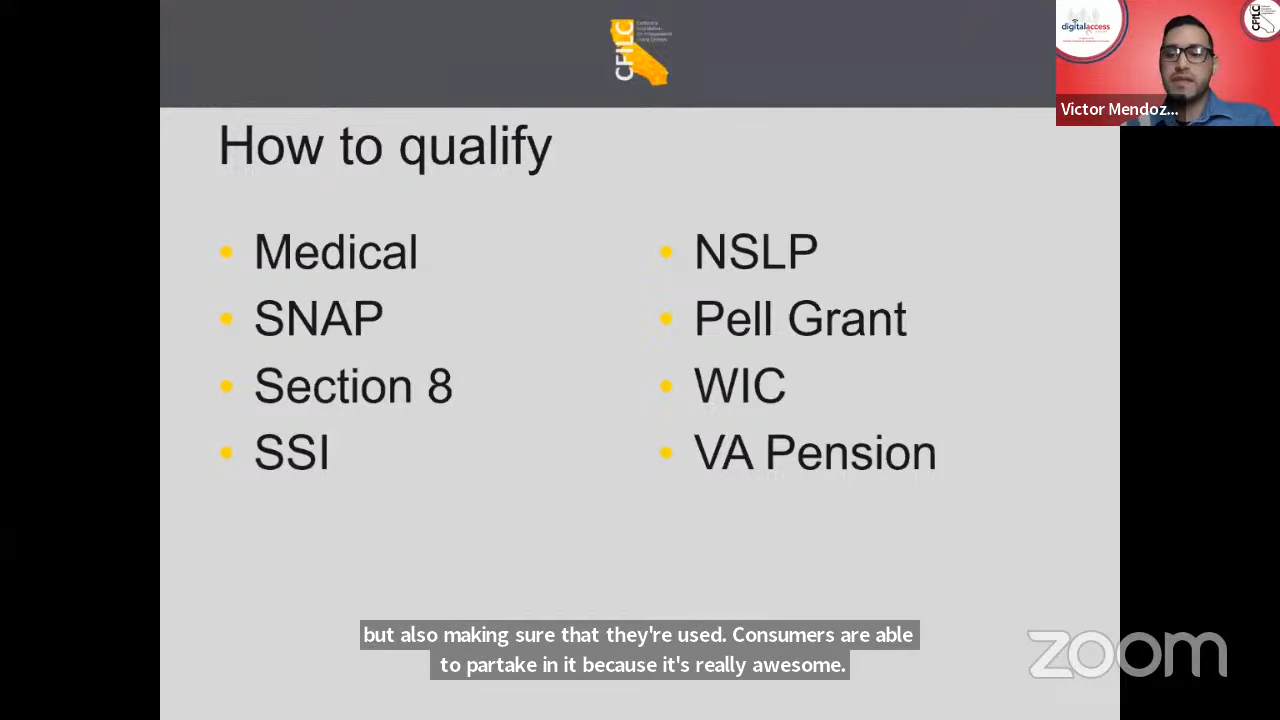 CFILC
digitalaccess
CFILC
Victor Mendoz...
How to qualify
• Medical
• SNAP
• Section 8
• SSI
• NSLP
• Pell Grant
• WIC
• VA Pension
but also making sure that they're used. Consumers are able
to partake in it because it's really awesome.
zoom